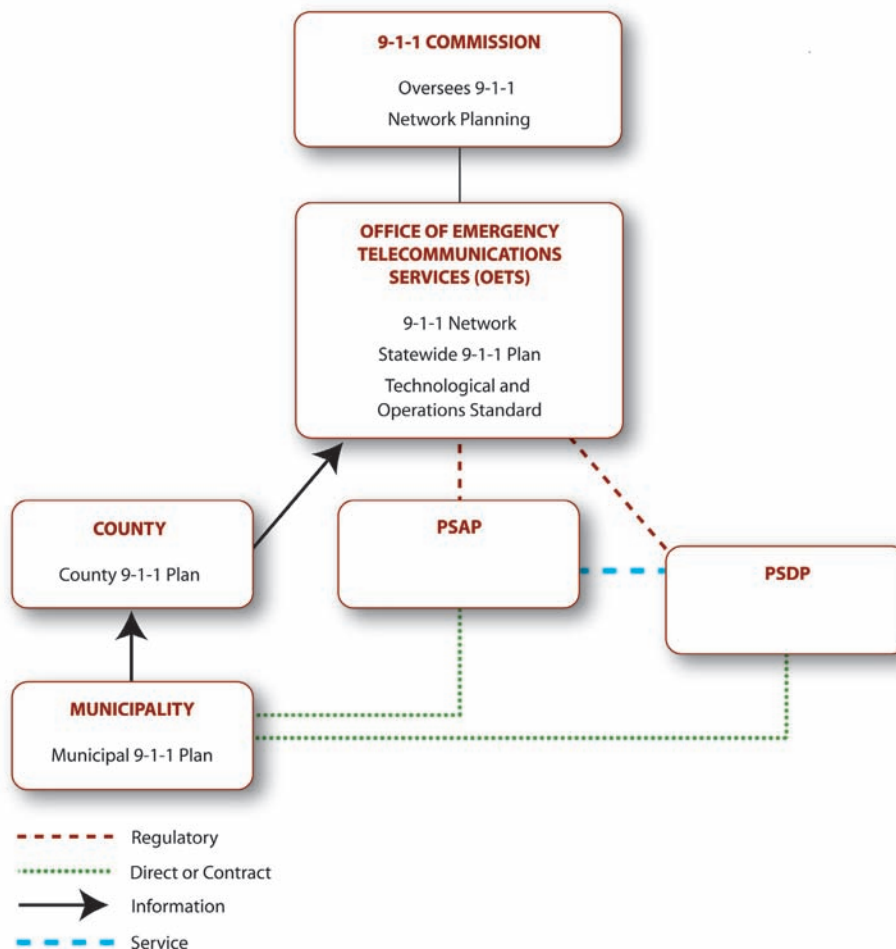 9-1-1 COMMISSION
Oversees 9-1-1
Network Planning
OFFICE OF EMERGENCY
TELECOMMUNICATIONS
SERVICES (OETS)
9-1-1 Network
Statewide 9-1-1 Plan
Technological and
Operations Standard
COUNTY
County 9-1-1 Plan
PSAP
PSDP
MUNICIPALITY
Municipal 9-1-1 Plan
Regulatory
Direct or Contract
Information
Service